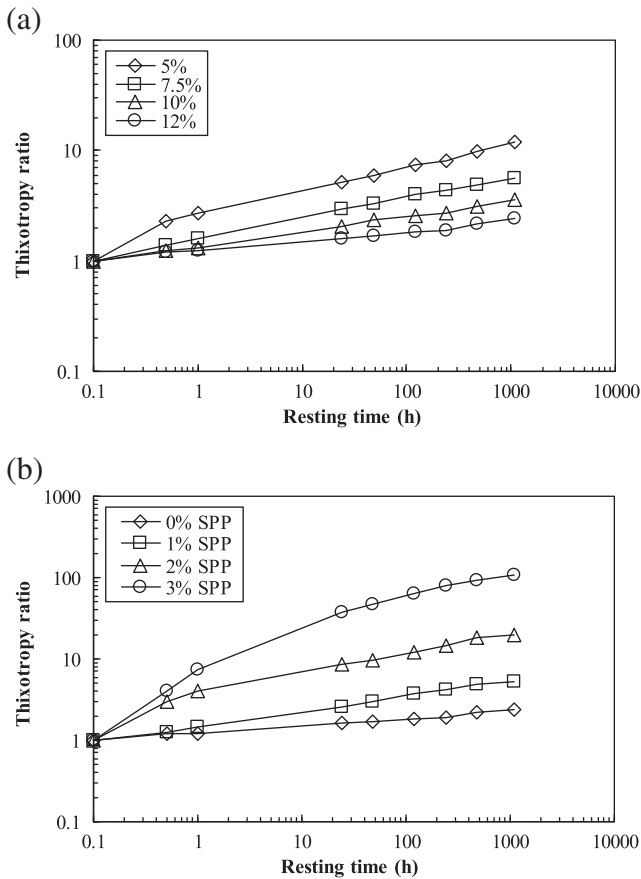 (a)
100
10
1
0.1
Thixotropy ratio
5%
7.5%
10%
12%
0.1 1 10 100 1000 10000
Resting time (h)
(b)
1000
100
10
1
0.1
Thixotropy ratio
0% SPP
1% SPP
2% SPP
3% SPP
0.1 1 10 100 1000 10000
Resting time (h)